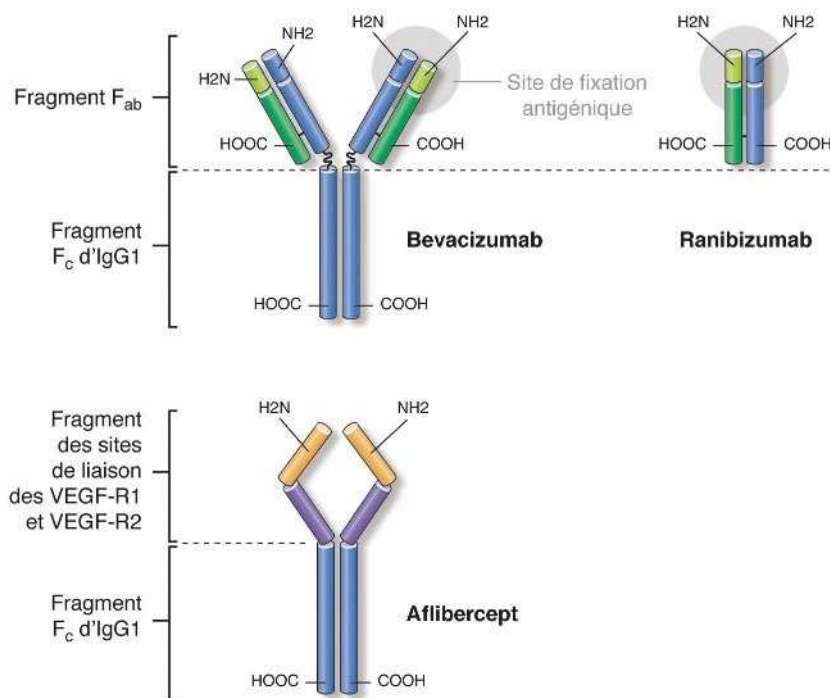 H2N
NH2
H2N
NH2
H2N
NH2
H2N
Fragment Fab
Site de fixation
antigénique
HOOC
COOH
HOOC
COOH
Fragment
Fc d'IgG1
Bevacizumab
Ranibizumab
HOOC
COOH
Fragment
des sites
de liaison
des VEGF-R1
et VEGF-R2
H2N
NH2
Fragment
Fc d'IgG1
Aflibercept
HOOC
COOH